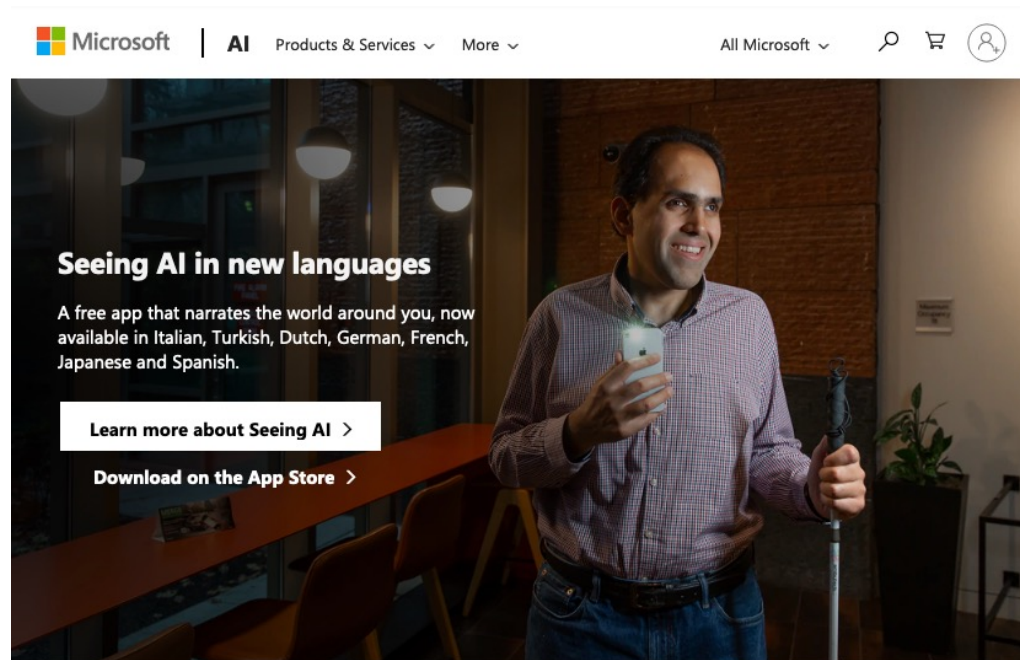 Microsoft AI Products & Services More All Microsoft
Seeing AI in new languages
A free app that narrates the world around you, now
available in Italian, Turkish, Dutch, German, French,
Japanese and Spanish.
Learn more about Seeing AI
Download on the App Store
Maximum
Occupancy